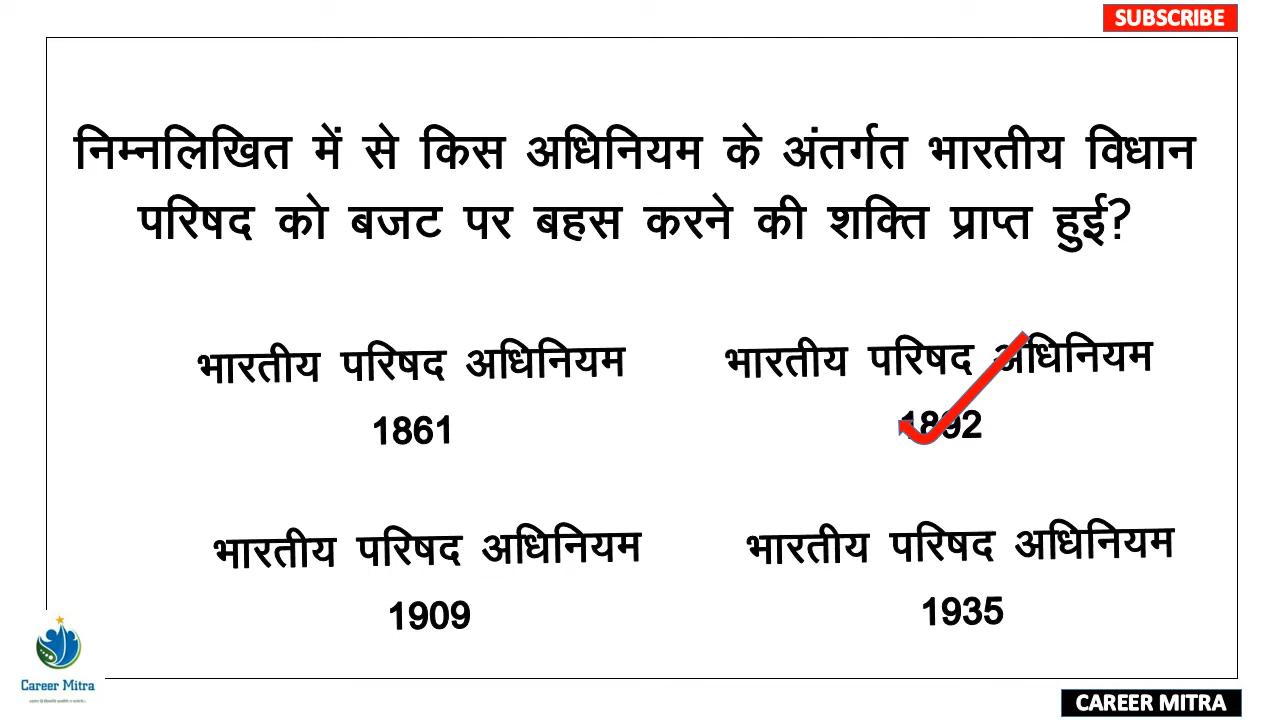 SUBSCRIBE
निम्नलिखित में से किस अधिनियम के अंतर्गत भारतीय विधान
परिषद को बजट पर बहस करने की शक्ति प्राप्त हुई?
भारतीय परिषद अधिनियम
1861
भारतीय परिषद अधिनियम
1892
भारतीय परिषद अधिनियम
1909
भारतीय परिषद अधिनियम
1935
Career Mitra
CAREER MITRA